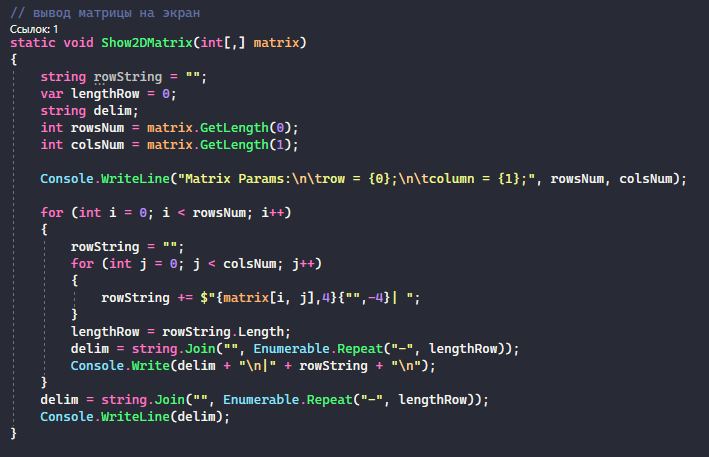 // вывод матрицы на экран
Ссылок: 1
static void Show2DMatrix(int[,] matrix)
{
    string rowString = "";
    var lengthRow = 0;
    string delim;
    int rowsNum = matrix.GetLength(0);
    int colsNum = matrix.GetLength(1);

    Console.WriteLine("Matrix Params:\n\trow = {0};\n\tcolumn = {1};", rowsNum, colsNum);

    for (int i = 0; i < rowsNum; i++)
    {
        rowString = "";
        for (int j = 0; j < colsNum; j++)
        {
            rowString += $"{matrix[i, j],4}{"",-4}| ";
        }
        lengthRow = rowString.Length;
        delim = string.Join("", Enumerable.Repeat("-", lengthRow));
        Console.Write(delim + "\n|" + rowString + "\n");
    }
    delim = string.Join("", Enumerable.Repeat("-", lengthRow));
    Console.WriteLine(delim);
}